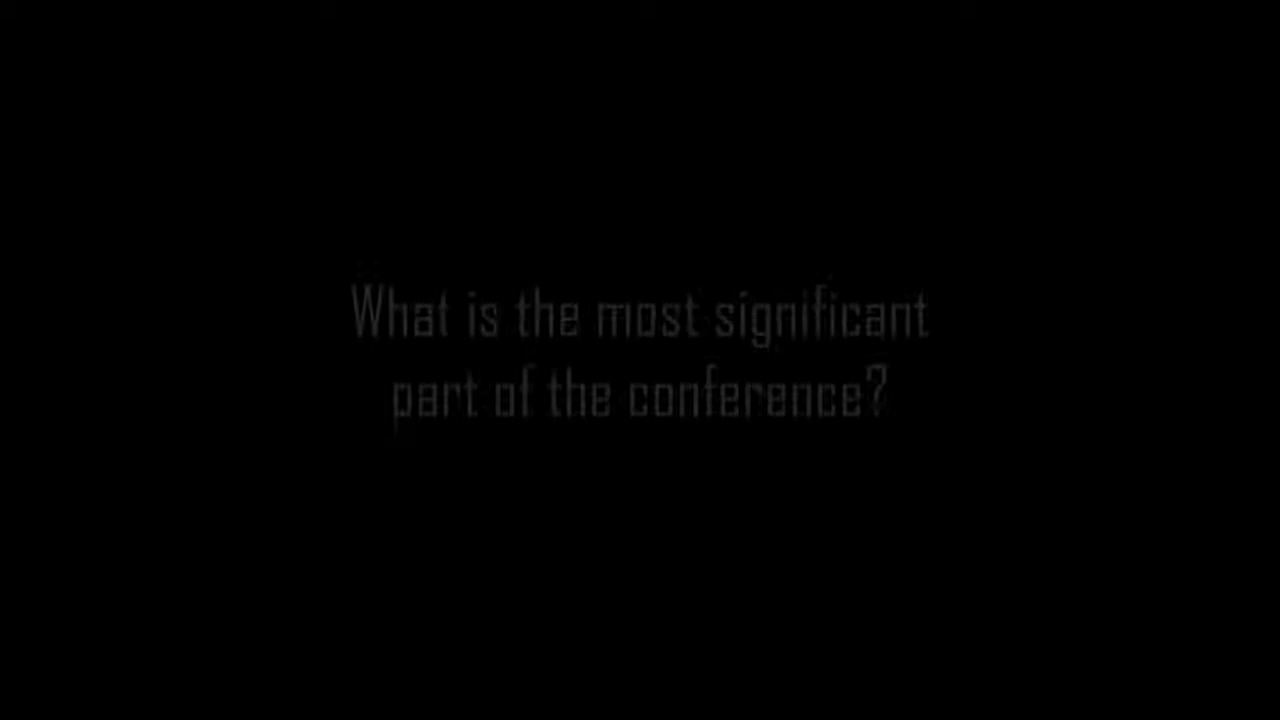 What is the most significant
part of the conference?